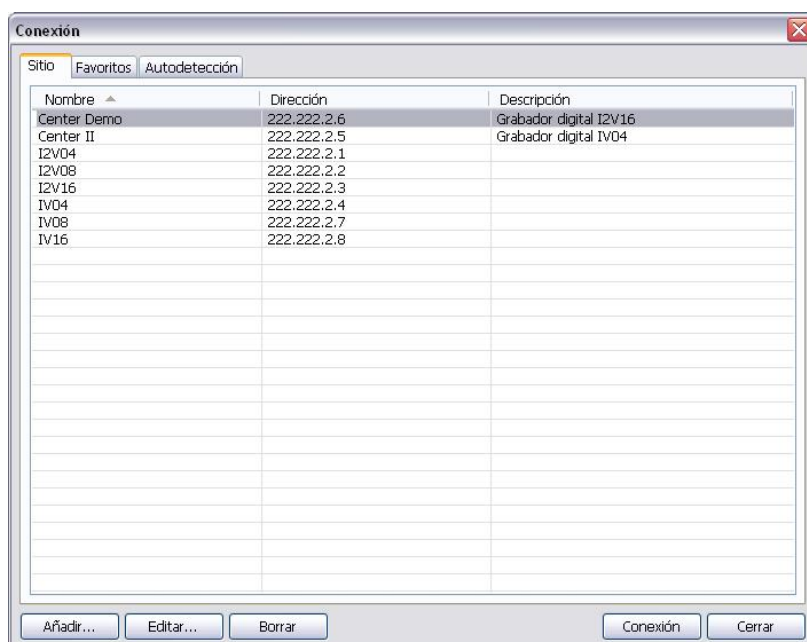 Conexión
Sitio Favoritos Autodetección
Nombre Dirección Descripción
Center Demo 222.222.2.6 Grabador digital I2V16
Center II 222.222.2.5 Grabador digital IV04
I2V04 222.222.2.1
I2V08 222.222.2.2
I2V16 222.222.2.3
IV04 222.222.2.4
IV08 222.222.2.7
IV16 222.222.2.8
Añadir... Editar... Borrar Conexión Cerrar